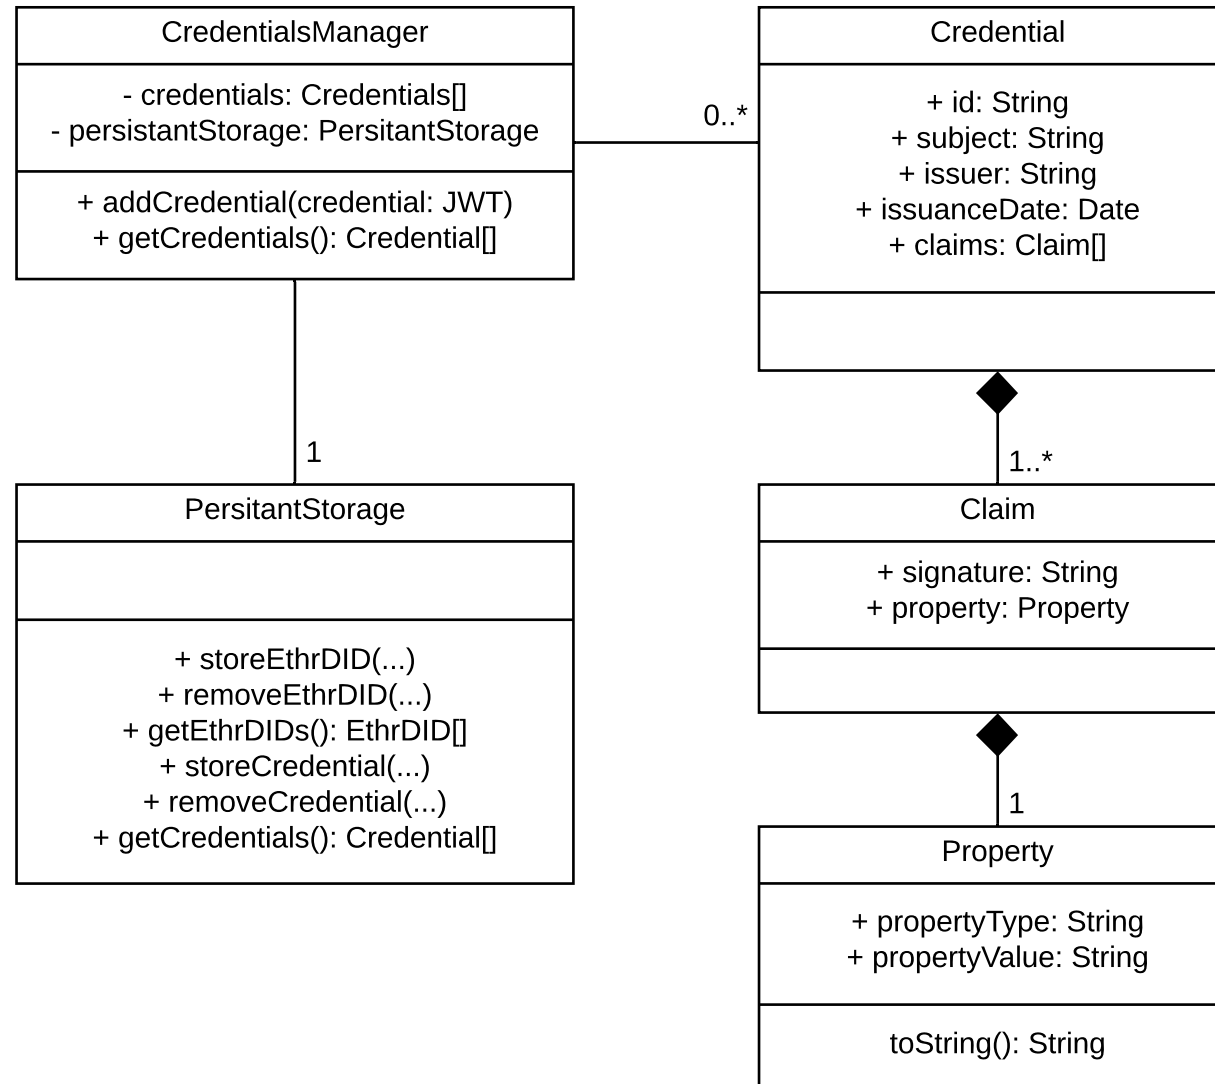 CredentialsManager
- credentials: Credentials[]
- persistantStorage: PersitantStorage
+ addCredential(credential: JWT)
+ getCredentials(): Credential[]
0..*
Credential
+ id: String
+ subject: String
+ issuer: String
+ issuanceDate: Date
+ claims: Claim[]
1
1..*
PersitantStorage
+ storeEthrDID(...)
+ removeEthrDID(...)
+ getEthrDIDs(): EthrDID[]
+ storeCredential(...)
+ removeCredential(...)
+ getCredentials(): Credential[]
Claim
+ signature: String
+ property: Property
1
Property
+ propertyType: String
+ propertyValue: String
toString(): String